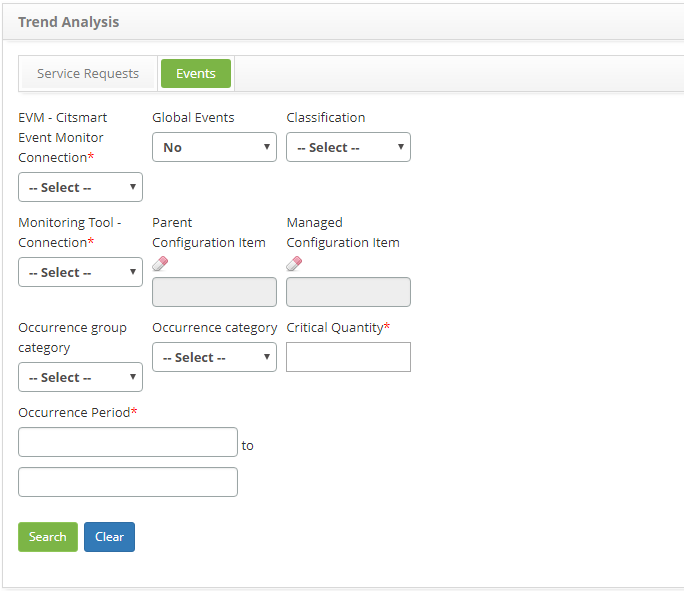 Trend Analysis
Service Requests
Events
EVM - Citsmart
Event Monitor
Connection*
-- Select --
Global Events
No
Classification
-- Select --
Monitoring Tool -
Connection*
-- Select --
Parent
Configuration Item
Managed
Configuration Item
Occurrence group
category
-- Select --
Occurrence category
-- Select --
Critical Quantity*
Occurrence Period*
to
Search
Clear